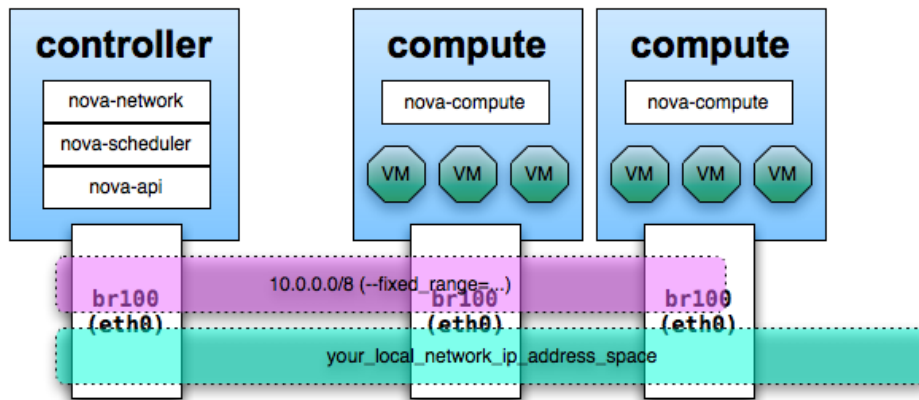 controller
nova-network
nova-scheduler
nova-api
compute
nova-compute
VM VM VM
compute
nova-compute
VM VM VM
10.0.0.0/8 (--fixed_range=...)
br100
(eth0)
br100
(eth0)
br100
(eth0)
your_local_network_ip_address_space